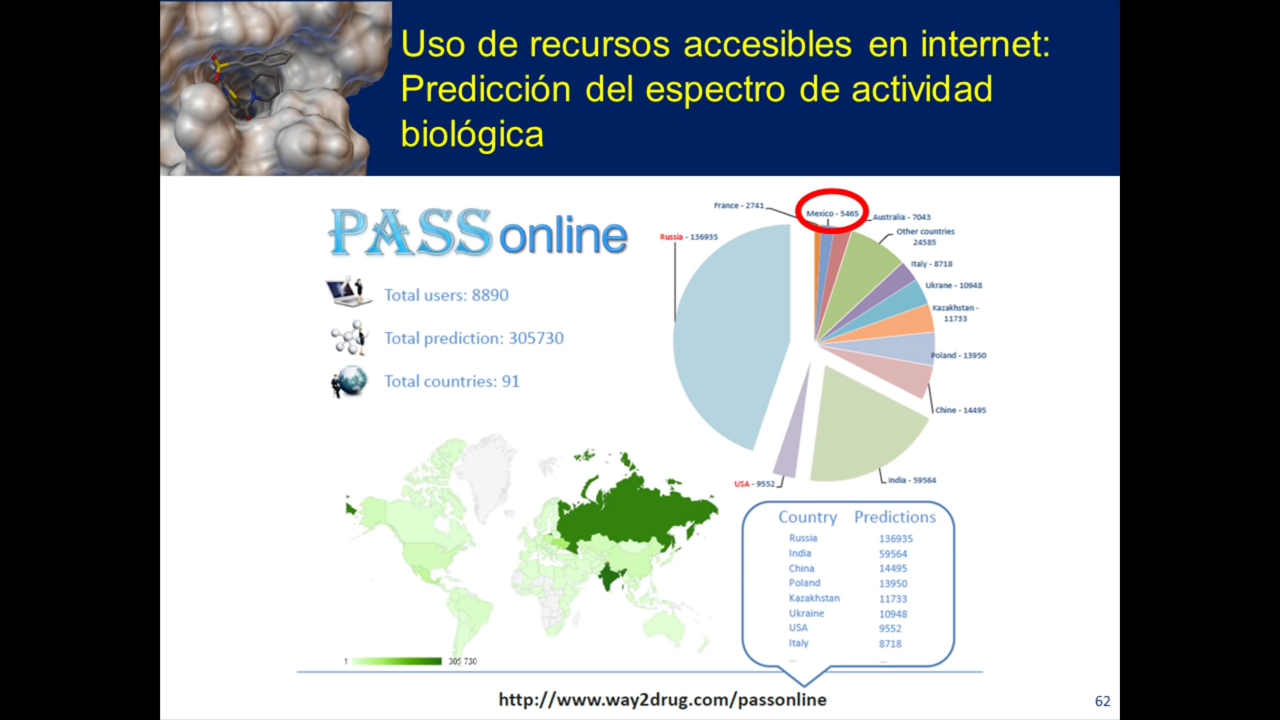 Uso de recursos accesibles en internet:
Predicción del espectro de actividad
biológica
PASS online
Total users: 8890
Total prediction: 305730
Total countries: 91
France - 2741
Mexico - 5465
Australia - 7043
Russia - 136935
Other countries
24585
Italy - 8718
Ukrane - 10948
Kazakhstan -
11733
Poland - 13950
Chine - 14495
India - 59564
USA - 9552
Country Predictions
Russia 136935
India 59564
China 14495
Poland 13950
Kazakhstan 11733
Ukraine 10948
USA 9552
Italy 8718
... ...
1 305 730
http://www.way2drug.com/passonline
62